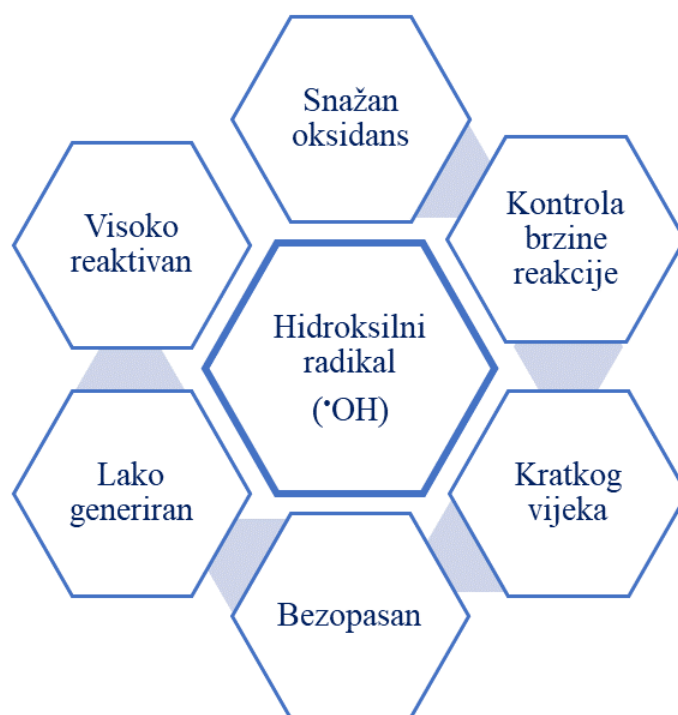 Snažan
oksidans
Kontrola
brzine
reakcije
Visoko
reaktivan
Hidroksilni
radikal
(•OH)
Kratkog
vijeka
Lako
generiran
Bezopasan